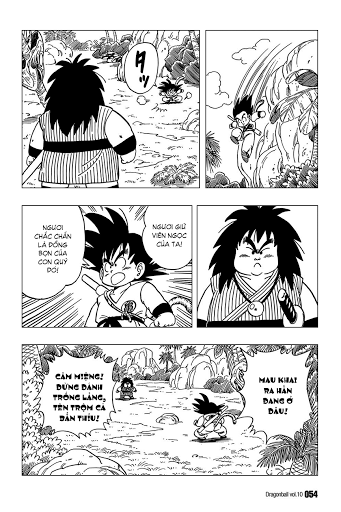 タッ
NGƯƠI
CHẮC CHẮN
LÀ ĐỒNG
BỌN CỦA
CON QUỶ
ĐÓ!
NGƯƠI GIỮ
VIÊN NGỌC
CỦA TA!
CÂM MIỆNG!
ĐỪNG ĐÁNH
TRỐNG LẢNG,
TÊN TRỘM CÁ
BẨN THỈU!
MAU KHAI
RA HẮN
ĐANG Ở
ĐÂU!
Dragonball vol.10 054